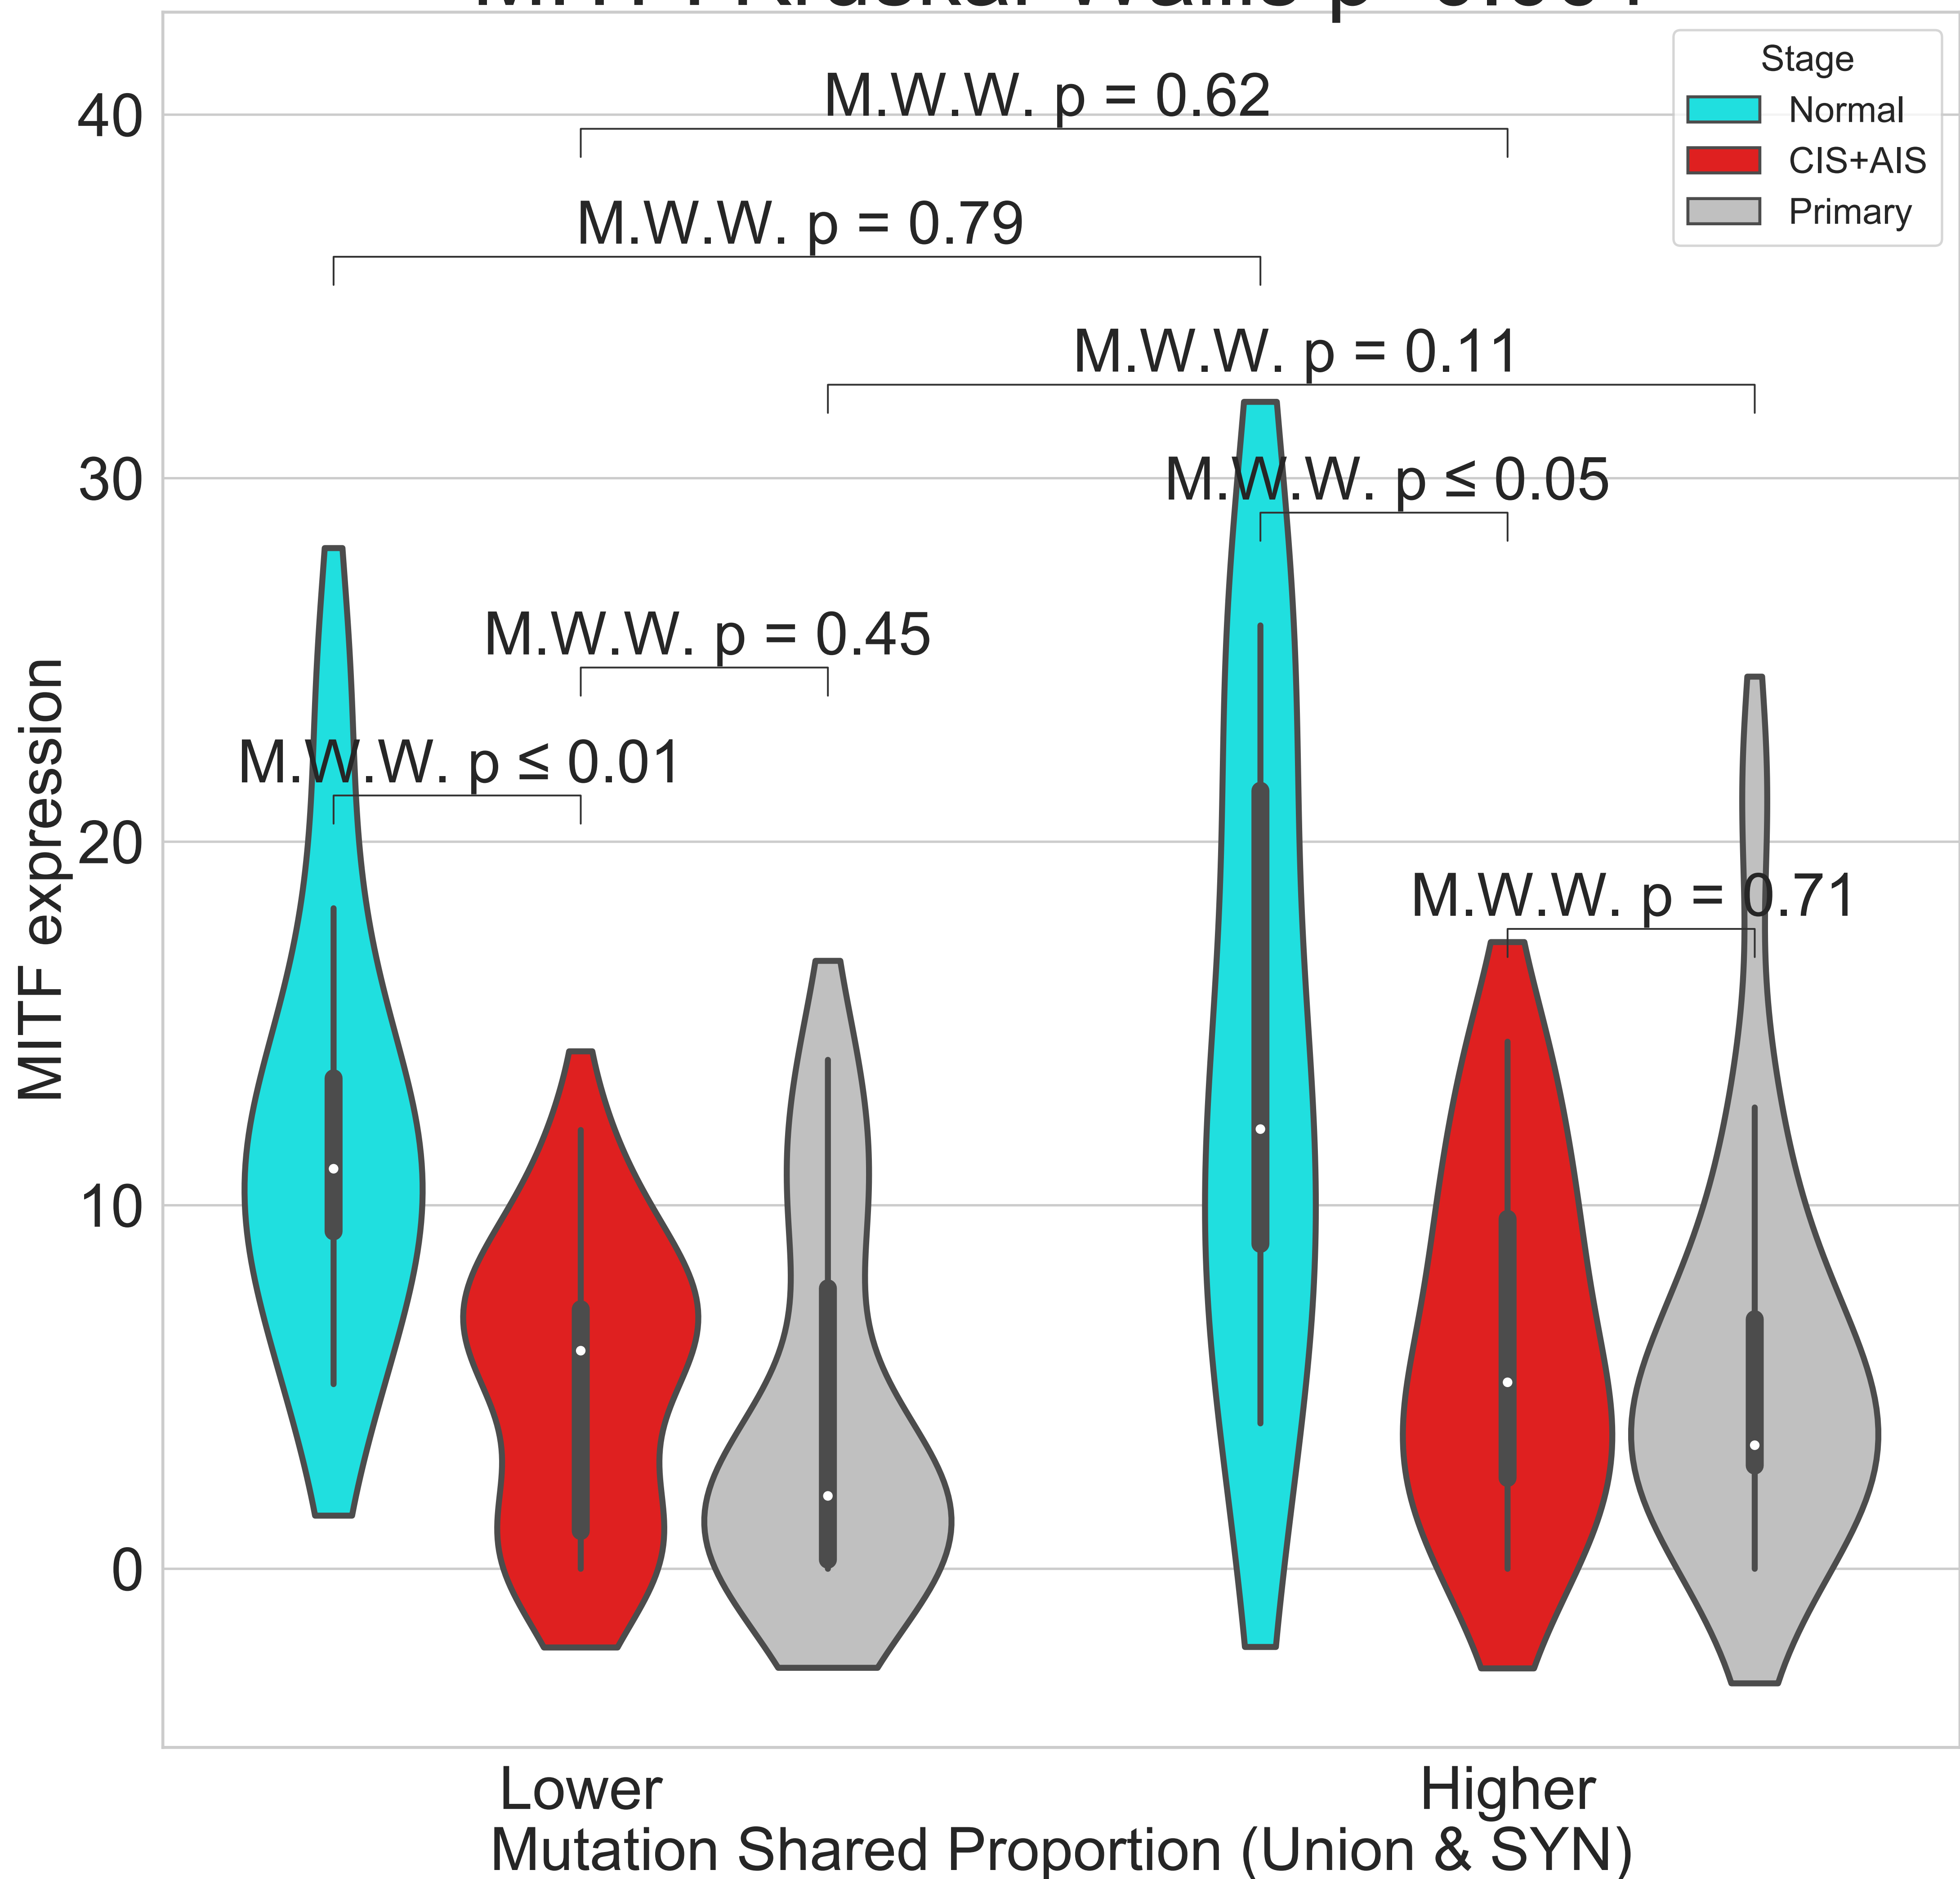 40
30
20
10
0
MITF expression
Stage
Normal
CIS+AIS
Primary
M.W.W. p = 0.62
M.W.W. p = 0.79
M.W.W. p = 0.11
M.W.W. p ≤ 0.05
M.W.W. p = 0.45
M.W.W. p ≤ 0.01
M.W.W. p = 0.71
Lower
Higher
Mutation Shared Proportion (Union & SYN)